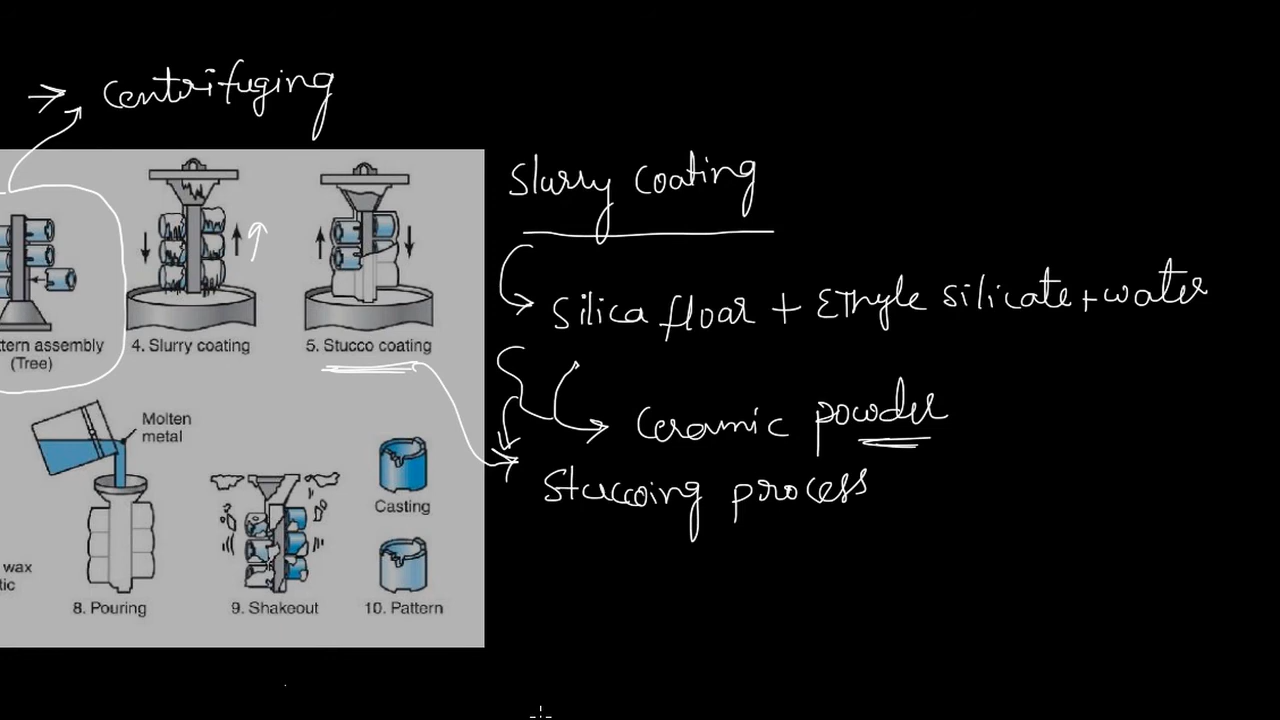 → Centrifuging
Slurry coating
Silica floar + EThyle silicate + water
Ceramic powder
Stuccoing process
ttern assembly
(Tree)
4. Slurry coating
5. Stucco coating
Molten
metal
Casting
wax
tic
8. Pouring
9. Shakeout
10. Pattern